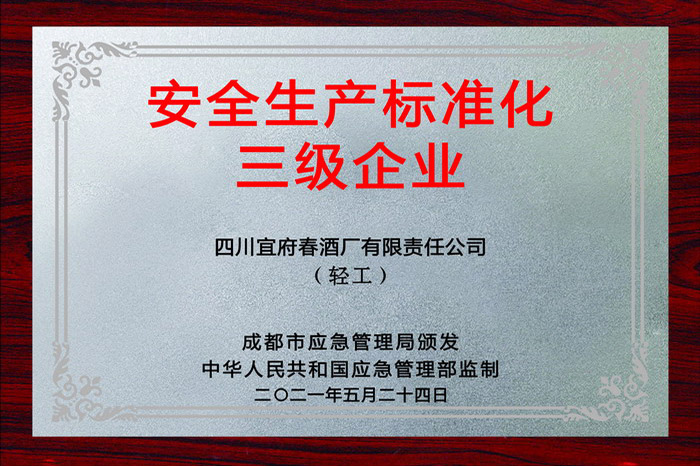 安全生产标准化
三级企业
四川宜府春酒厂有限责任公司
（轻工）
成都市应急管理局颁发
中华人民共和国应急管理部监制
二〇二一年五月二十四日